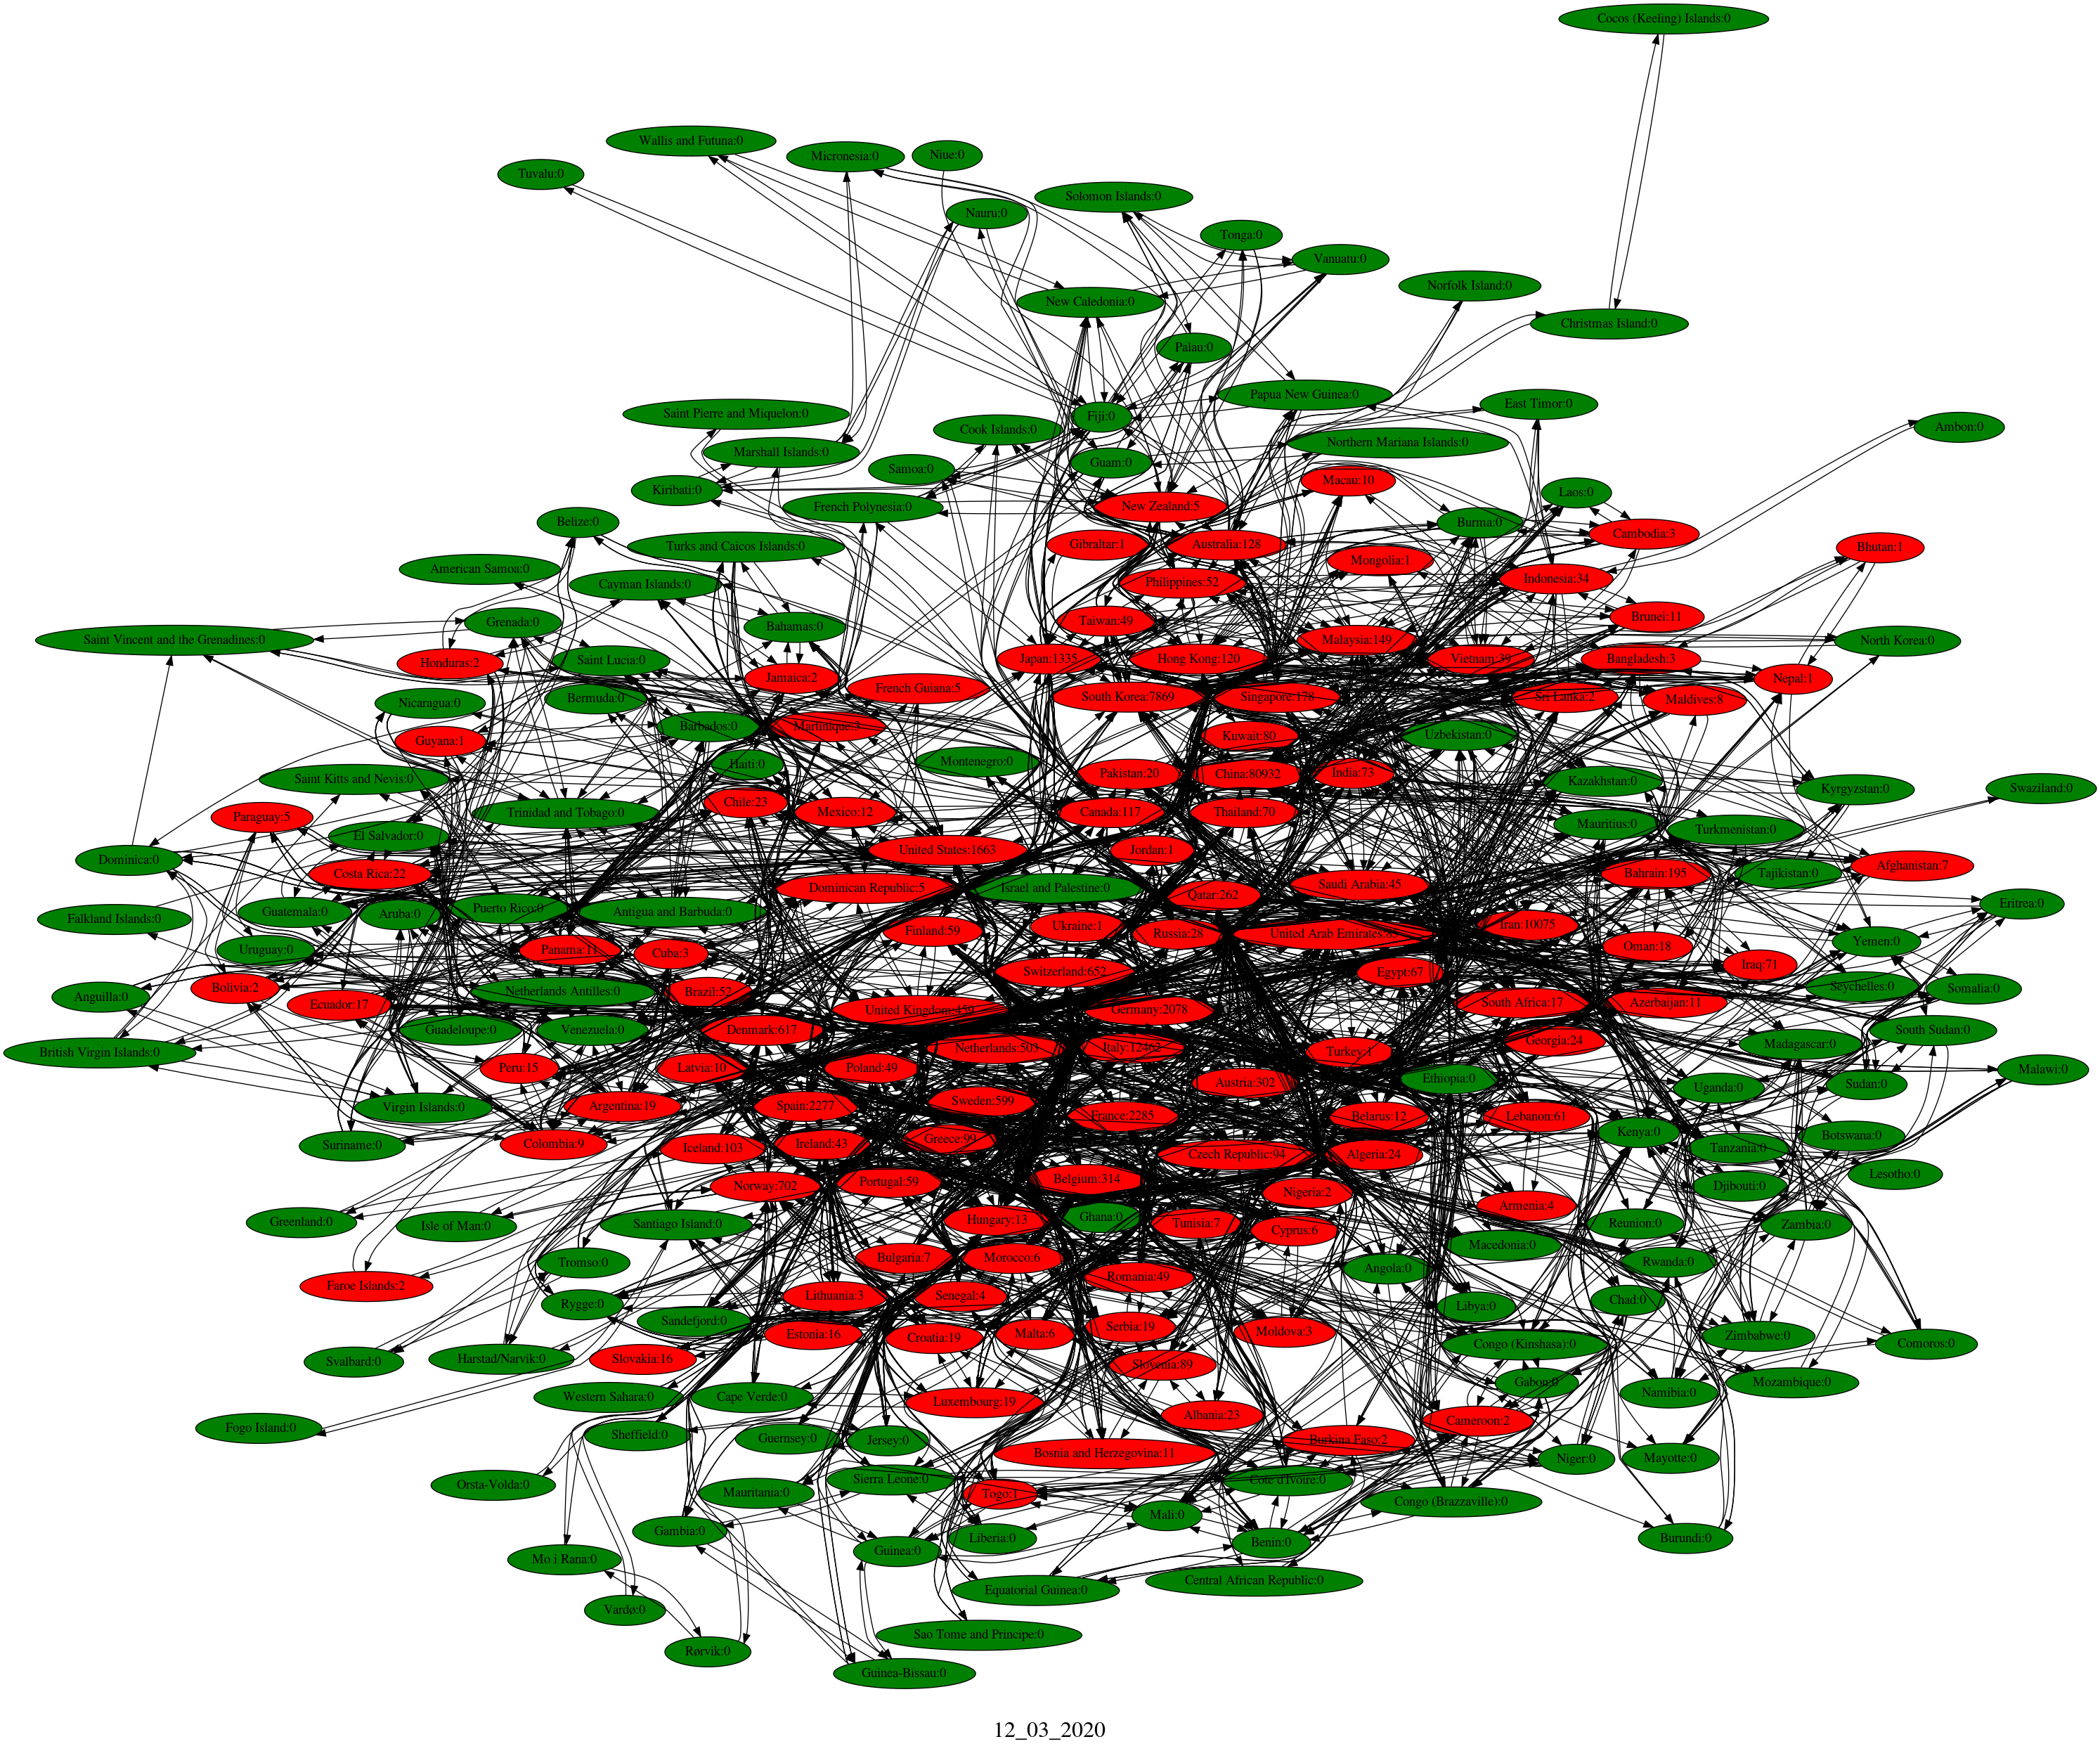 Cocos (Keeling) Islands:0
Wallis and Futuna:0
Micronesia:0
Niue:0
Tuvalu:0
Solomon Islands:0
Nauru:0
Tonga:0
Vanuatu:0
Norfolk Island:0
New Caledonia:0
Christmas Island:0
Palau:0
Papua New Guinea:0
East Timor:0
Saint Pierre and Miquelon:0
Fiji:0
Ambon:0
Cook Islands:0
Northern Mariana Islands:0
Marshall Islands:0
Guam:0
Samoa:0
Macau:10
Kiribati:0
Laos:0
French Polynesia:0
New Zealand:5
Belize:0
Burma:0
Cambodia:3
Turks and Caicos Islands:0
Gibraltar:1
Australia:128
Bhutan:1
Mongolia:1
American Samoa:0
Cayman Islands:0
Philippines:52
Indonesia:34
Brunei:11
Grenada:0
Bahamas:0
Taiwan:49
Saint Vincent and the Grenadines:0
Malaysia:149
North Korea:0
Honduras:2
Saint Lucia:0
Japan:1335
Hong Kong:120
Vietnam:39
Bangladesh:3
Jamaica:2
Nepal:1
French Guiana:5
Nicaragua:0
Bermuda:0
South Korea:7869
Singapore:178
Sri Lanka:2
Maldives:8
Barbados:0
Martinique:3
Guyana:1
Kuwait:80
Uzbekistan:0
Haiti:0
Montenegro:0
Saint Kitts and Nevis:0
Pakistan:20
China:80932
India:73
Kazakhstan:0
Kyrgyzstan:0
Swaziland:0
Chile:23
Paraguay:5
Trinidad and Tobago:0
Mexico:12
Canada:117
Thailand:70
Mauritius:0
Turkmenistan:0
El Salvador:0
Dominica:0
United States:1663
Jordan:1
Costa Rica:22
Bahrain:195
Tajikistan:0
Afghanistan:7
Dominican Republic:5
Israel and Palestine:0
Saudi Arabia:45
Qatar:262
Falkland Islands:0
Guatemala:0
Aruba:0
Puerto Rico:0
Antigua and Barbuda:0
Eritrea:0
Finland:59
Ukraine:1
Russia:28
United Arab Emirates:85
Iran:10075
Uruguay:0
Panama:11
Cuba:3
Oman:18
Yemen:0
Switzerland:652
Egypt:67
Iraq:71
Bolivia:2
Anguilla:0
Ecuador:17
Netherlands Antilles:0
Brazil:52
Seychelles:0
Somalia:0
United Kingdom:459
Germany:2078
South Africa:17
Azerbaijan:11
Guadeloupe:0
Venezuela:0
Denmark:617
South Sudan:0
British Virgin Islands:0
Netherlands:503
Italy:12462
Turkey:1
Georgia:24
Madagascar:0
Peru:15
Latvia:10
Poland:49
Austria:302
Ethiopia:0
Uganda:0
Sudan:0
Malawi:0
Virgin Islands:0
Argentina:19
Spain:2277
Sweden:599
France:2285
Belarus:12
Lebanon:61
Kenya:0
Botswana:0
Suriname:0
Colombia:9
Iceland:103
Ireland:43
Greece:99
Czech Republic:94
Algeria:24
Tanzania:0
Lesotho:0
Norway:702
Portugal:59
Belgium:314
Nigeria:2
Djibouti:0
Greenland:0
Isle of Man:0
Santiago Island:0
Hungary:13
Ghana:0
Tunisia:7
Cyprus:6
Armenia:4
Reunion:0
Zambia:0
Macedonia:0
Tromso:0
Bulgaria:7
Morocco:6
Angola:0
Rwanda:0
Faroe Islands:2
Rygge:0
Lithuania:3
Senegal:4
Romania:49
Libya:0
Chad:0
Sandefjord:0
Estonia:16
Croatia:19
Malta:6
Serbia:19
Moldova:3
Congo (Kinshasa):0
Zimbabwe:0
Comoros:0
Svalbard:0
Harstad/Narvik:0
Slovakia:16
Slovenia:89
Gabon:0
Namibia:0
Mozambique:0
Western Sahara:0
Cape Verde:0
Luxembourg:19
Albania:23
Cameroon:2
Fogo Island:0
Sheffield:0
Guernsey:0
Jersey:0
Bosnia and Herzegovina:11
Burkina Faso:2
Niger:0
Mayotte:0
Orsta-Volda:0
Mauritania:0
Sierra Leone:0
Togo:1
Cote d'Ivoire:0
Congo (Brazzaville):0
Gambia:0
Liberia:0
Mali:0
Benin:0
Burundi:0
Mo i Rana:0
Guinea:0
Equatorial Guinea:0
Central African Republic:0
Vardø:0
Sao Tome and Principe:0
Rørvik:0
Guinea-Bissau:0
12_03_2020